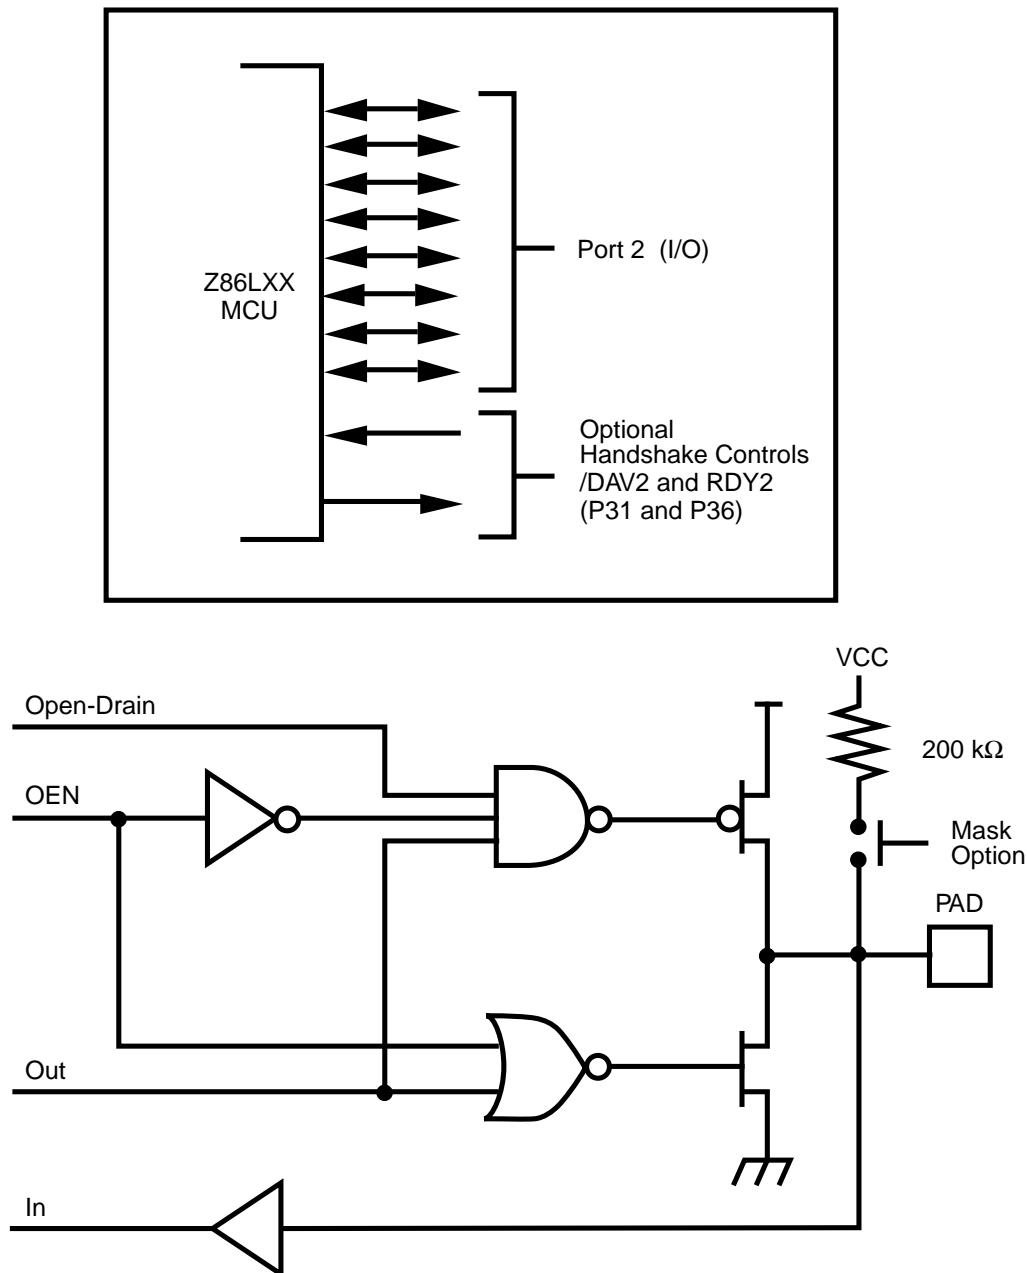 Z86LXX
MCU
Port 2 (I/O)
Optional
Handshake Controls
/DAV2 and RDY2
(P31 and P36)
VCC
Open-Drain
200 kΩ
OEN
Mask
Option
PAD
Out
In